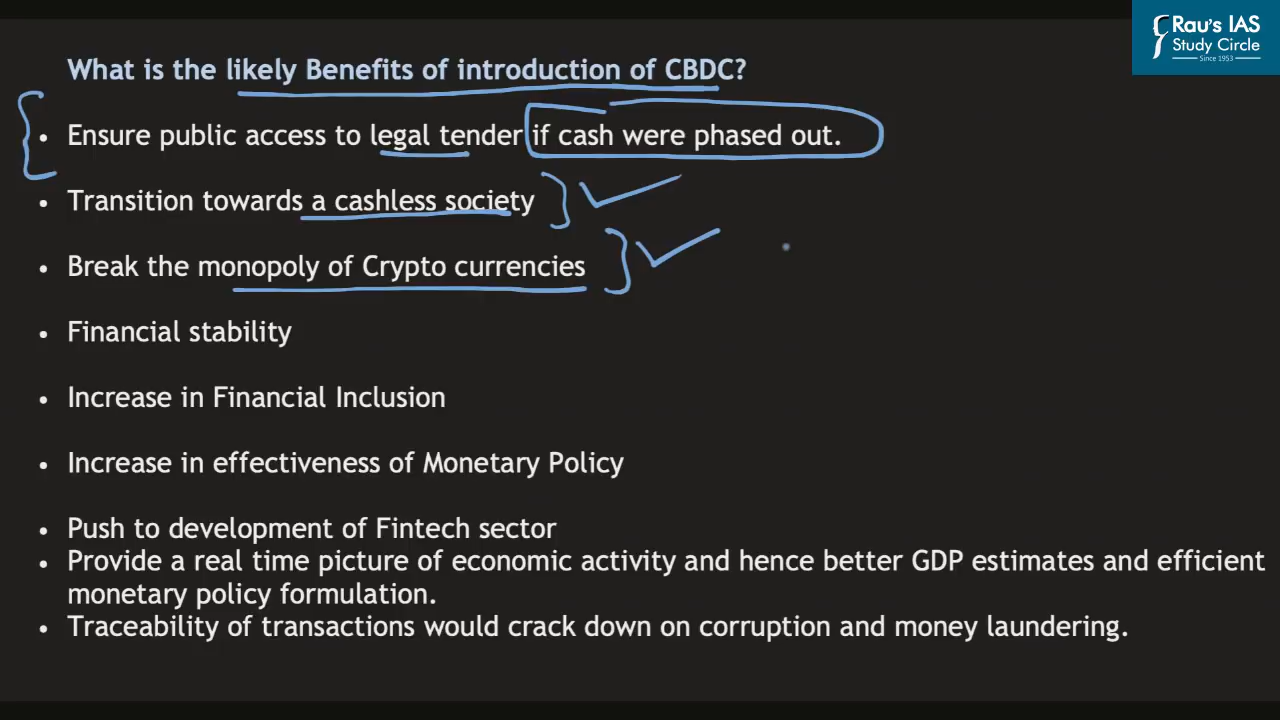 Rau's IAS
Study Circle
Since 1953
What is the likely Benefits of introduction of CBDC?
• Ensure public access to legal tender if cash were phased out.
• Transition towards a cashless society
• Break the monopoly of Crypto currencies
• Financial stability
• Increase in Financial Inclusion
• Increase in effectiveness of Monetary Policy
• Push to development of Fintech sector
• Provide a real time picture of economic activity and hence better GDP estimates and efficient
monetary policy formulation.
• Traceability of transactions would crack down on corruption and money laundering.